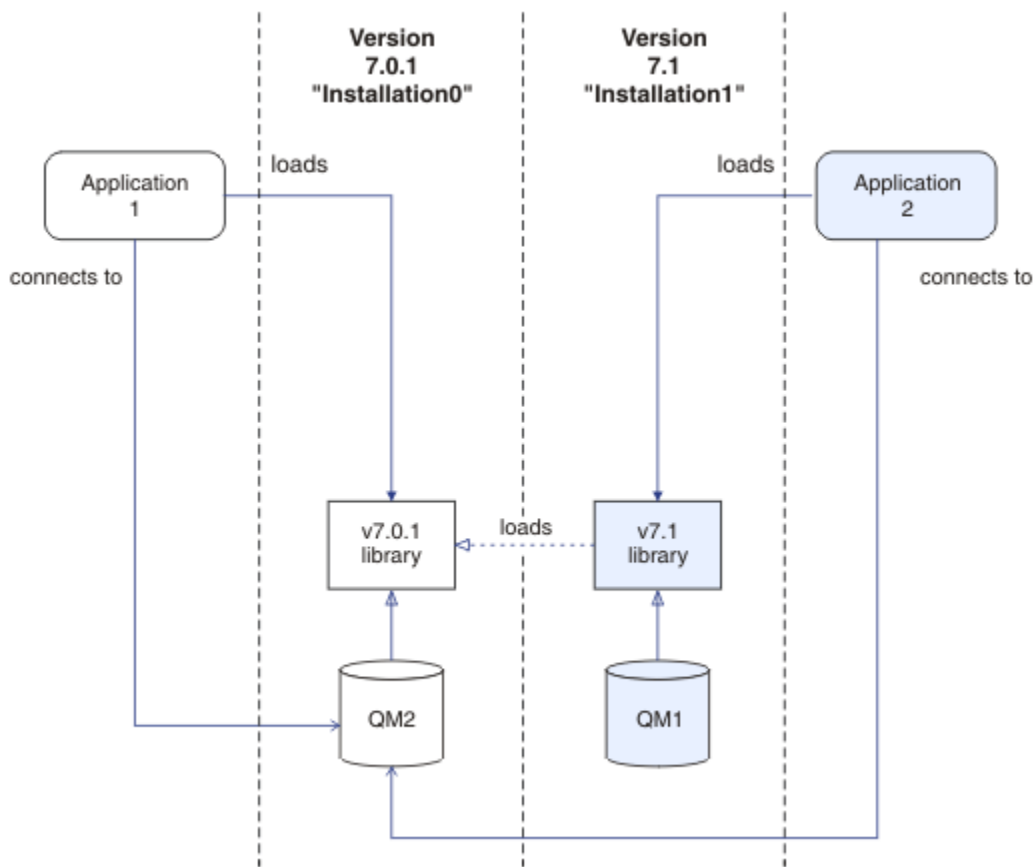 Version
7.0.1
"Installation0"
Version
7.1
"Installation1"
loads
loads
Application
1
Application
2
connects to
connects to
v7.0.1
library
loads
v7.1
library
QM2
QM1